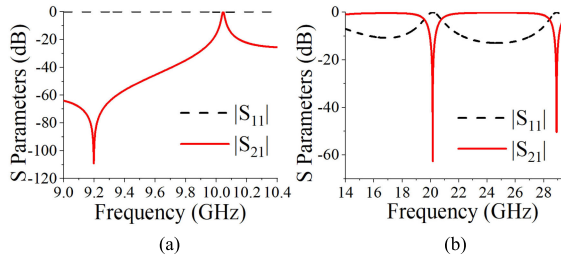 S Parameters (dB)
0
-20
-40
-60
-80
-100
-120
9.0 9.2 9.4 9.6 9.8 10.0 10.2 10.4
Frequency (GHz)
|S11|
|S21|
(a)
S Parameters (dB)
0
-20
-40
-60
14 16 18 20 22 24 26 28
Frequency (GHz)
|S11|
|S21|
(b)